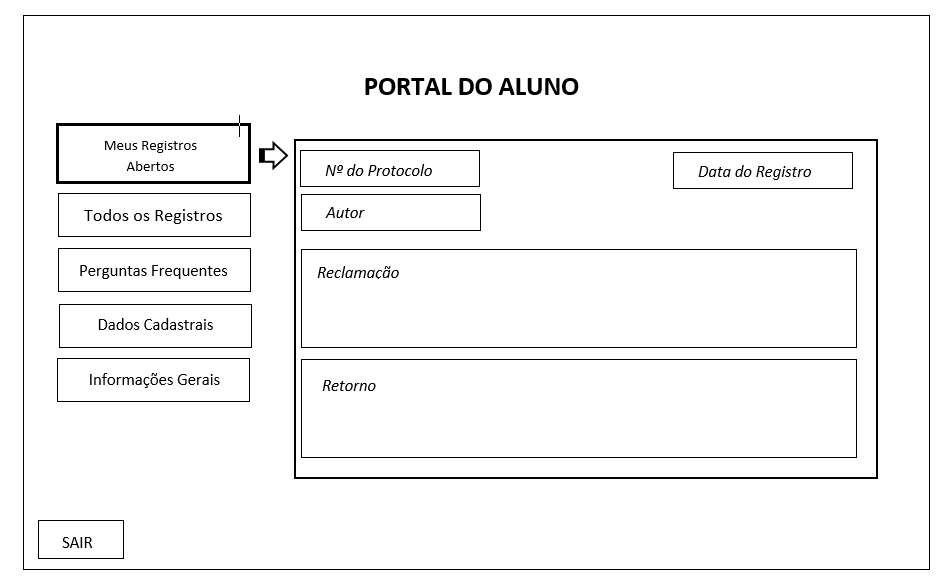 PORTAL DO ALUNO
Meus Registros
Abertos
Todos os Registros
Perguntas Frequentes
Dados Cadastrais
Informações Gerais
Nº do Protocolo
Data do Registro
Autor
Reclamação
Retorno
SAIR